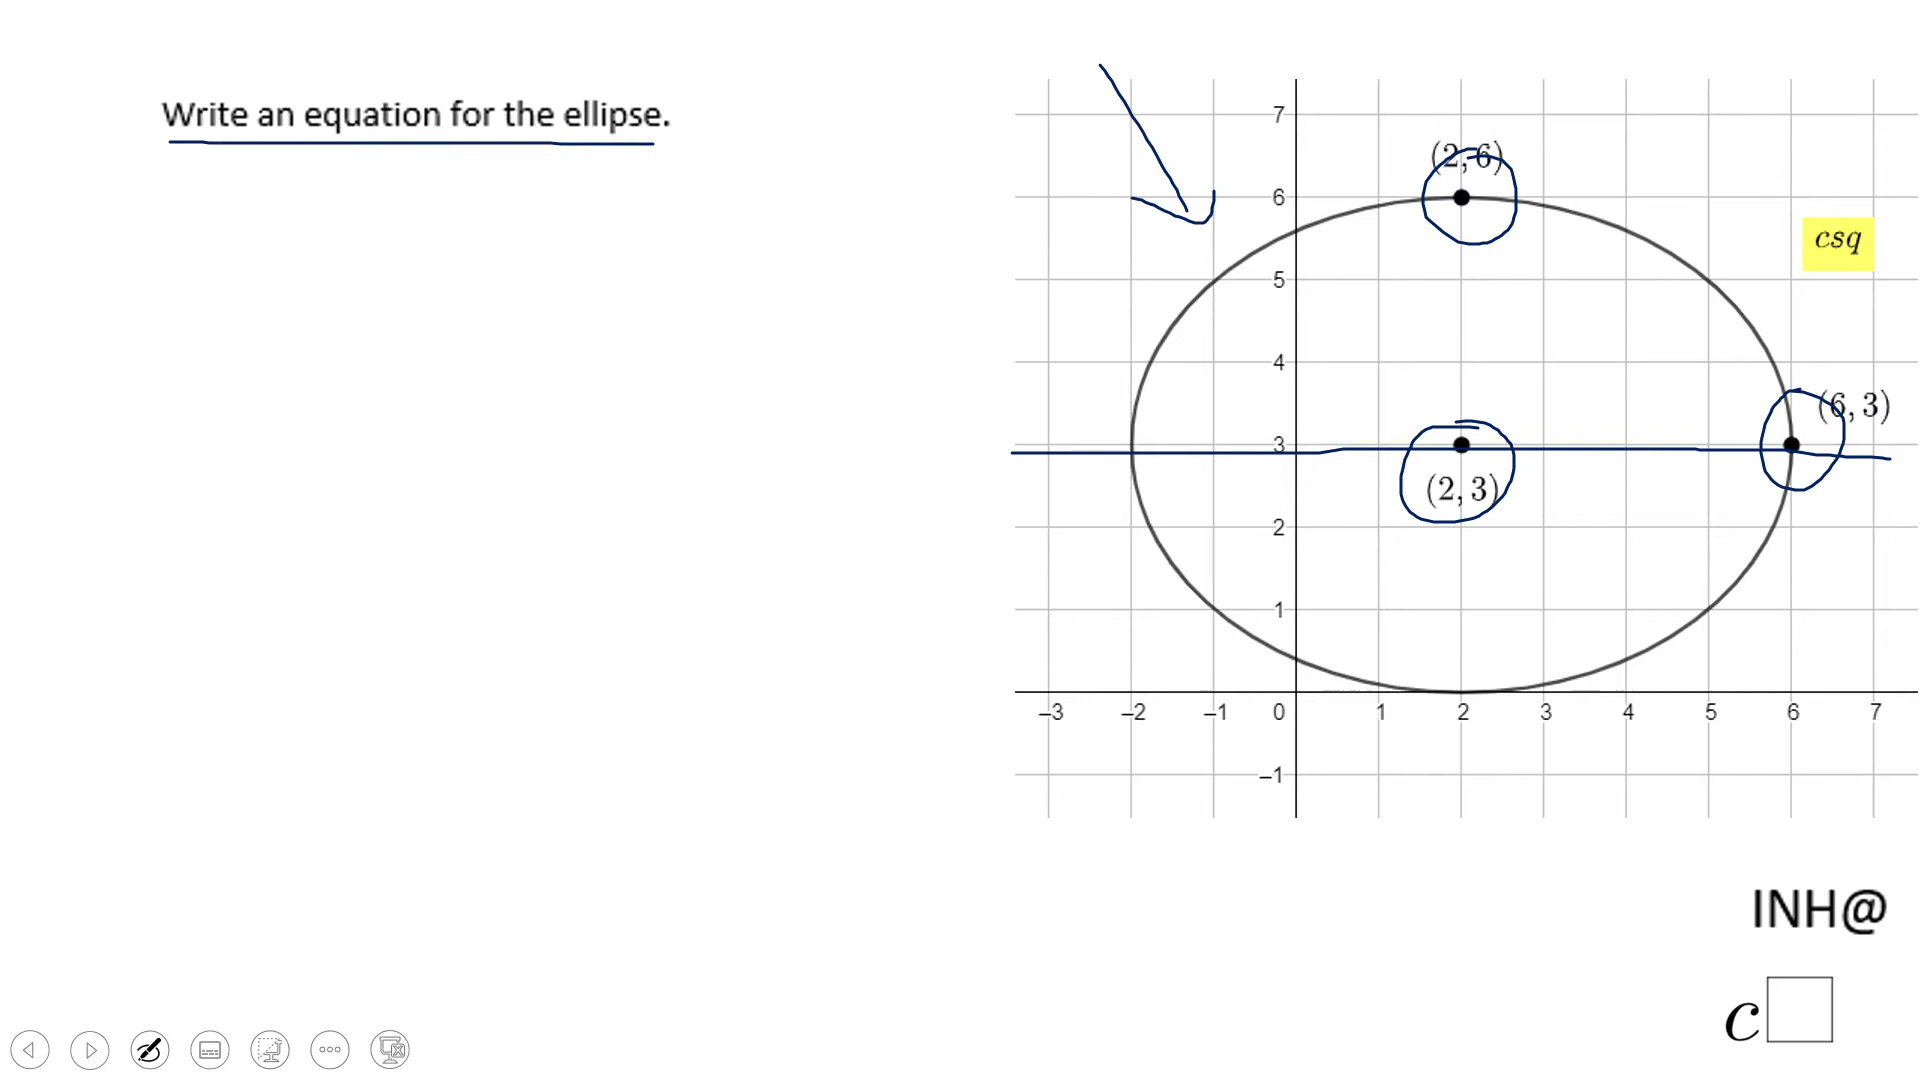 Write an equation for the ellipse.
7
(2, 6)
6
csq
5
4
(6, 3)
3
(2, 3)
2
1
–3 –2 –1 0 1 2 3 4 5 6 7
–1
INH@
c